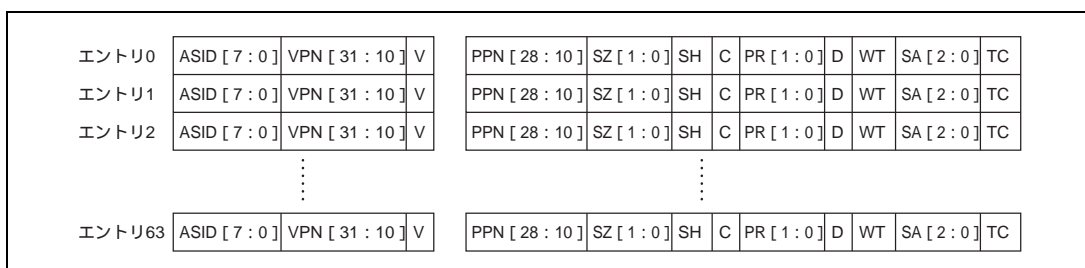 エントリ0 ASID [ 7 : 0 ] VPN [ 31 : 10 ] V PPN [ 28 : 10 ] SZ [ 1 : 0 ] SH C PR [ 1 : 0 ] D WT SA [ 2 : 0 ] TC
エントリ1 ASID [ 7 : 0 ] VPN [ 31 : 10 ] V PPN [ 28 : 10 ] SZ [ 1 : 0 ] SH C PR [ 1 : 0 ] D WT SA [ 2 : 0 ] TC
エントリ2 ASID [ 7 : 0 ] VPN [ 31 : 10 ] V PPN [ 28 : 10 ] SZ [ 1 : 0 ] SH C PR [ 1 : 0 ] D WT SA [ 2 : 0 ] TC
エントリ63 ASID [ 7 : 0 ] VPN [ 31 : 10 ] V PPN [ 28 : 10 ] SZ [ 1 : 0 ] SH C PR [ 1 : 0 ] D WT SA [ 2 : 0 ] TC